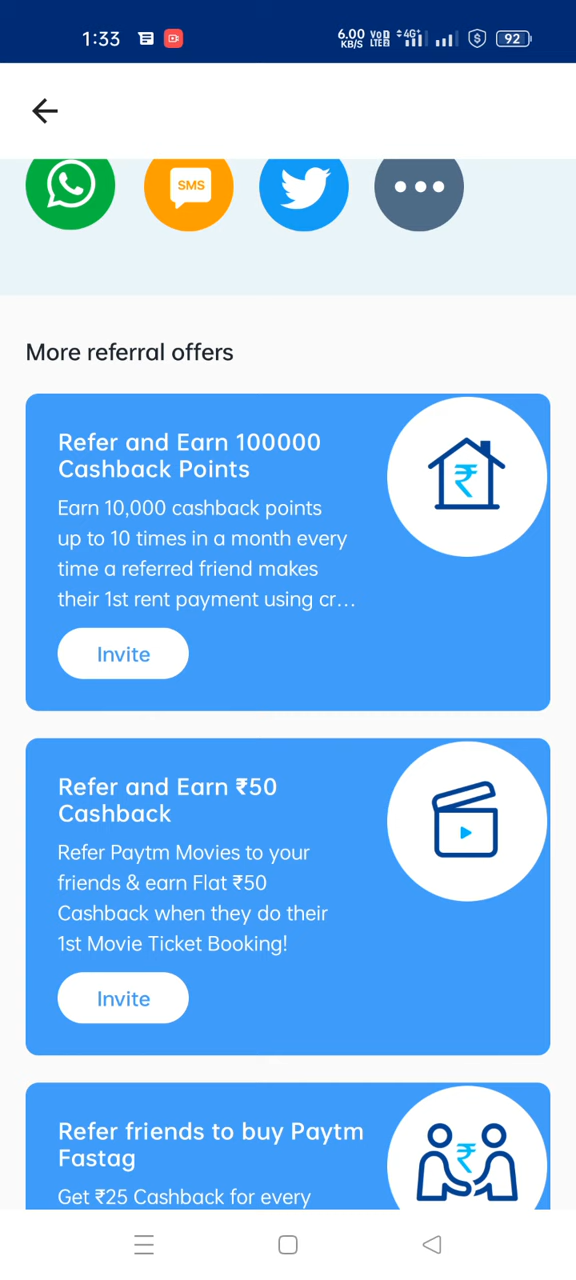 1:33
6.00 KB/S
VoD LTE2
4G+
92
SMS
More referral offers
Refer and Earn 100000
Cashback Points
Earn 10,000 cashback points
up to 10 times in a month every
time a referred friend makes
their 1st rent payment using cr...
Invite
Refer and Earn ₹50
Cashback
Refer Paytm Movies to your
friends & earn Flat ₹50
Cashback when they do their
1st Movie Ticket Booking!
Invite
Refer friends to buy Paytm
Fastag
Get ₹25 Cashback for every